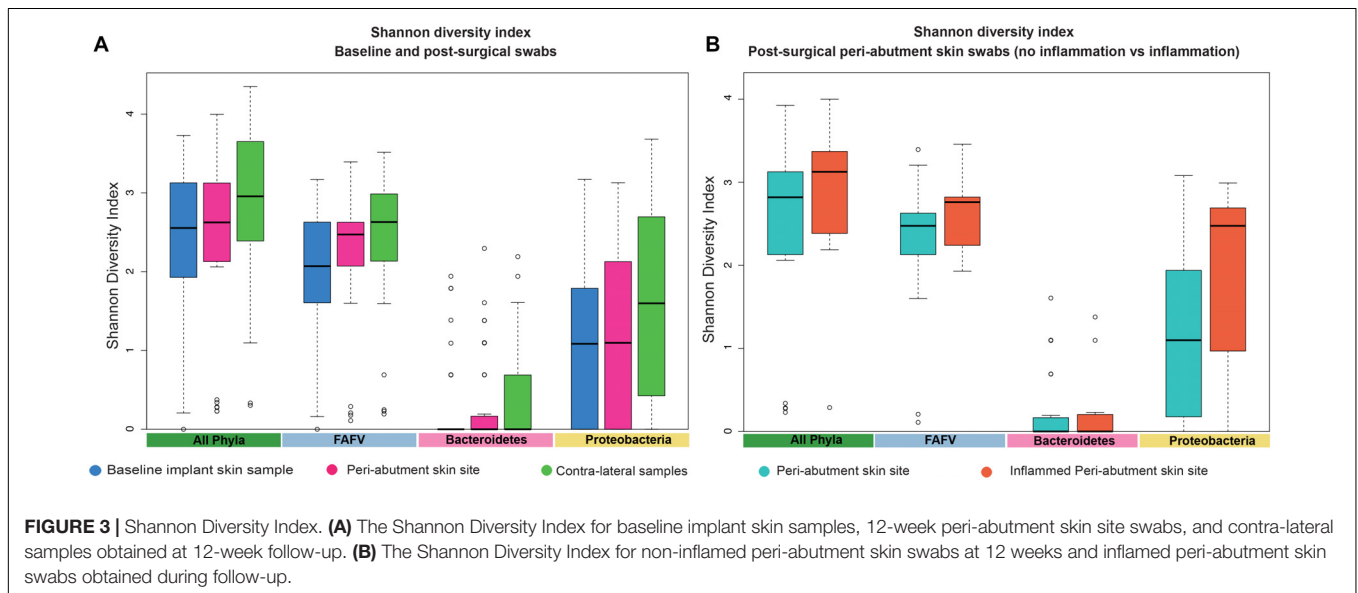 A
Shannon diversity index
Baseline and post-surgical swabs
Shannon Diversity Index
4
3
2
1
0
All Phyla
FAFV
Bacteroidetes
Proteobacteria
Baseline implant skin sample
Peri-abutment skin site
Contra-lateral samples
B
Shannon diversity index
Post-surgical peri-abutment skin swabs (no inflammation vs inflammation)
Shannon Diversity Index
4
3
2
1
0
All Phyla
FAFV
Bacteroidetes
Proteobacteria
Peri-abutment skin site
Inflammed Peri-abutment skin site
FIGURE 3 | Shannon Diversity Index. (A) The Shannon Diversity Index for baseline implant skin samples, 12-week peri-abutment skin site swabs, and contra-lateral
samples obtained at 12-week follow-up. (B) The Shannon Diversity Index for non-inflamed peri-abutment skin swabs at 12 weeks and inflamed peri-abutment skin
swabs obtained during follow-up.